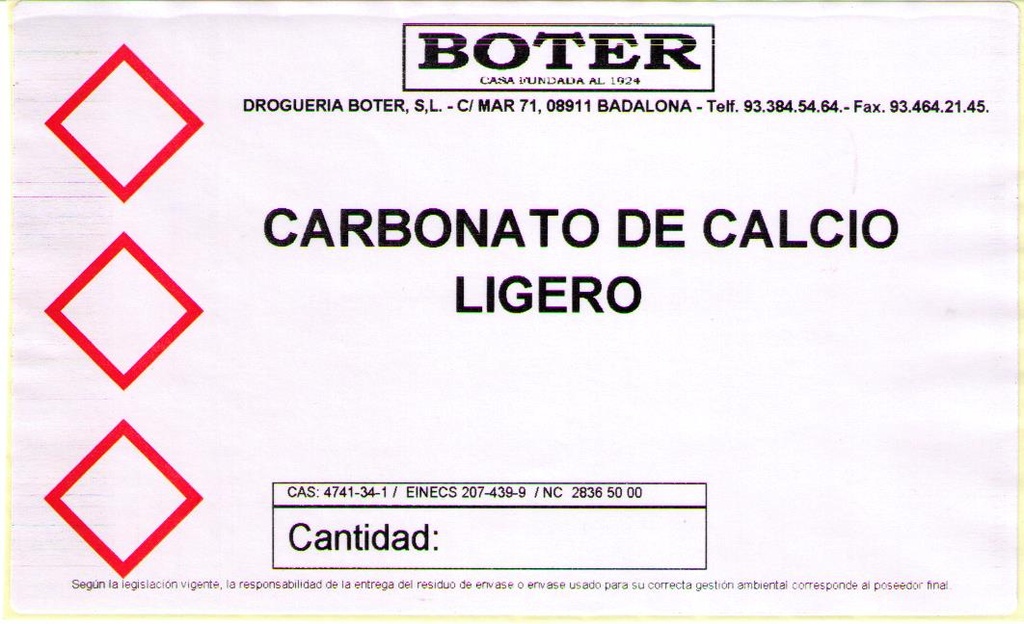 BOTER
CASA FUNDADA AL 1924
DROGUERIA BOTER, S,L. - C/ MAR 71, 08911 BADALONA - Telf. 93.384.54.64.- Fax. 93.464.21.45.
CARBONATO DE CALCIO
LIGERO
CAS: 4741-34-1 / EINECS 207-439-9 / NC 2836 50 00
Cantidad:
Según la legislación vigente, la responsabilidad de la entrega del residuo de envase o envase usado para su correcta gestión ambiental corresponde al poseedor final.